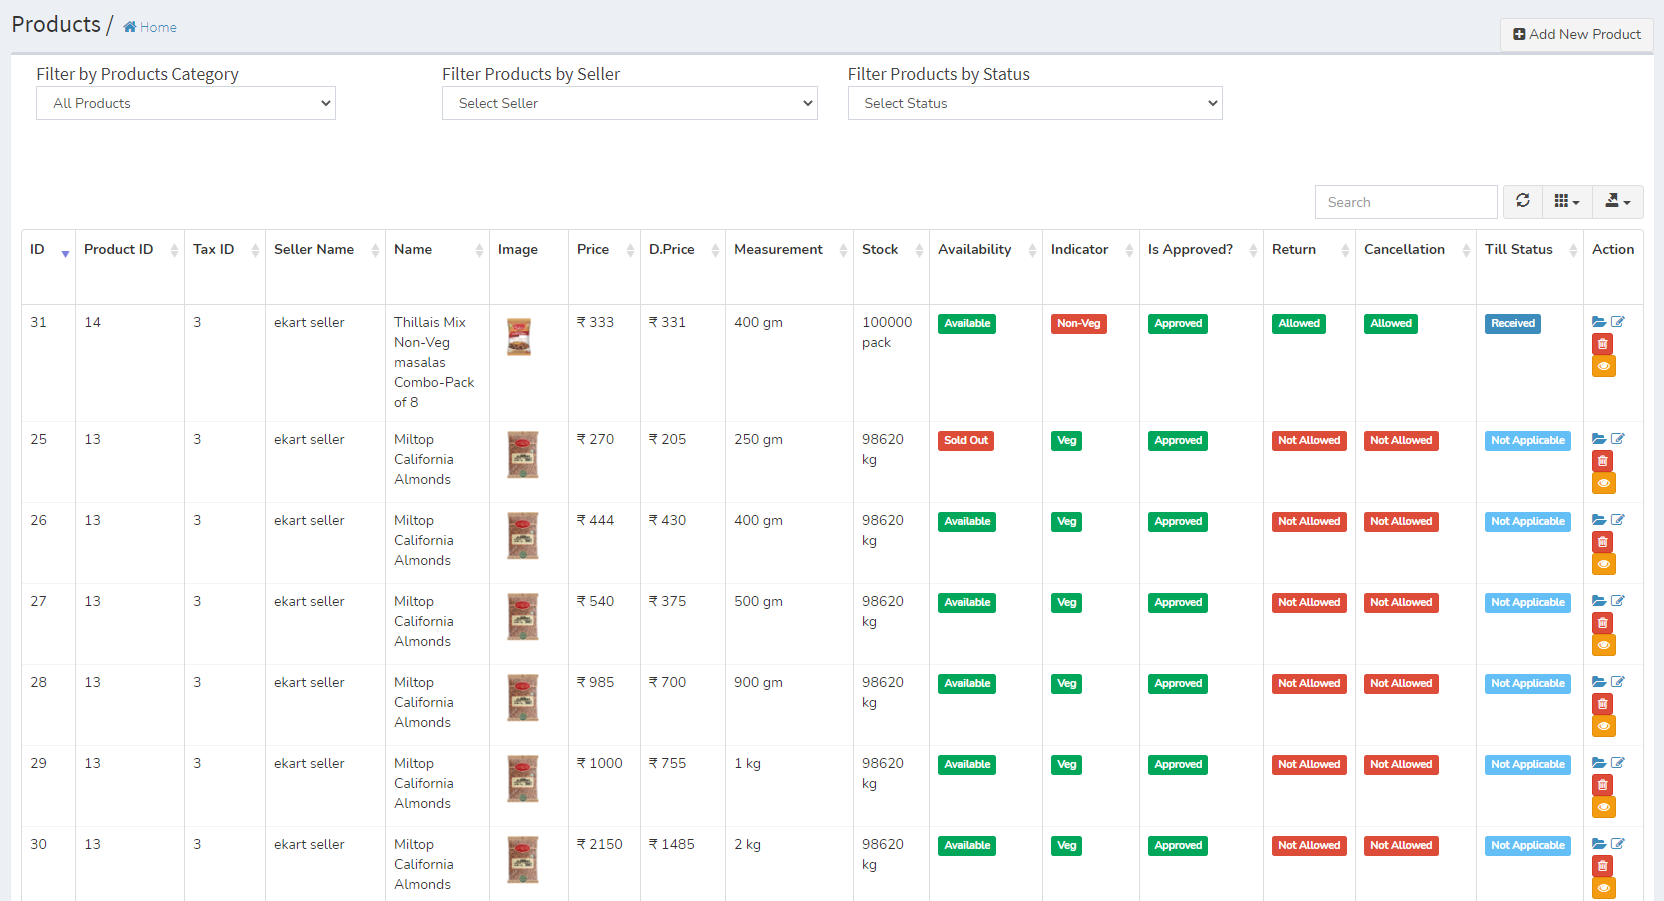 Products / Home
Add New Product
Filter by Products Category
Filter Products by Seller
Filter Products by Status
All Products
Select Seller
Select Status
Search
ID Product ID Tax ID Seller Name Name Image Price D.Price Measurement Stock Availability Indicator Is Approved? Return Cancellation Till Status Action
31 14 3 ekart seller Thillais Mix ₹ 333 ₹ 331 400 gm 100000 Available Non-Veg Approved Allowed Allowed Received
Non-Veg pack
masalas
Combo-Pack
of 8
25 13 3 ekart seller Miltop ₹ 270 ₹ 205 250 gm 98620 Sold Out Veg Approved Not Allowed Not Allowed Not Applicable
California kg
Almonds
26 13 3 ekart seller Miltop ₹ 444 ₹ 430 400 gm 98620 Available Veg Approved Not Allowed Not Allowed Not Applicable
California kg
Almonds
27 13 3 ekart seller Miltop ₹ 540 ₹ 375 500 gm 98620 Available Veg Approved Not Allowed Not Allowed Not Applicable
California kg
Almonds
28 13 3 ekart seller Miltop ₹ 985 ₹ 700 900 gm 98620 Available Veg Approved Not Allowed Not Allowed Not Applicable
California kg
Almonds
29 13 3 ekart seller Miltop ₹ 1000 ₹ 755 1 kg 98620 Available Veg Approved Not Allowed Not Allowed Not Applicable
California kg
Almonds
30 13 3 ekart seller Miltop ₹ 2150 ₹ 1485 2 kg 98620 Available Veg Approved Not Allowed Not Allowed Not Applicable
California kg
Almonds